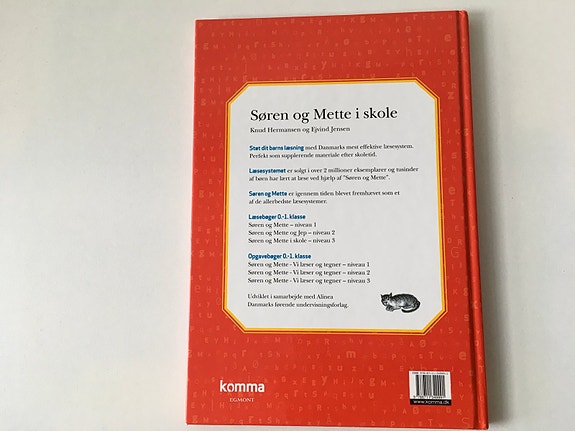 Søren og Mette i skole
Knud Hermansen og Ejvind Jensen
Støt dit barns læsning med Danmarks mest effektive læsesystem.
Perfekt som supplerende materiale efter skoletid.
Læsesystemet er solgt i over 2 millioner eksemplarer og tusinder
af børn har lært at læse ved hjælp af "Søren og Mette".
Søren og Mette er igennem tiden blevet fremhævet som et
af de allerbedste læsesystemer.
Læsebøger 0.-1. klasse
Søren og Mette – niveau 1
Søren og Mette og Jep – niveau 2
Søren og Mette i skole – niveau 3
Opgavebøger 0.-1. klasse
Søren og Mette - Vi læser og tegner – niveau 1
Søren og Mette - Vi læser og tegner – niveau 2
Søren og Mette - Vi læser og tegner – niveau 3
Udviklet i samarbejde med Alinea
Danmarks førende undervisningsforlag.
komma
EGMONT
www.komma.dk